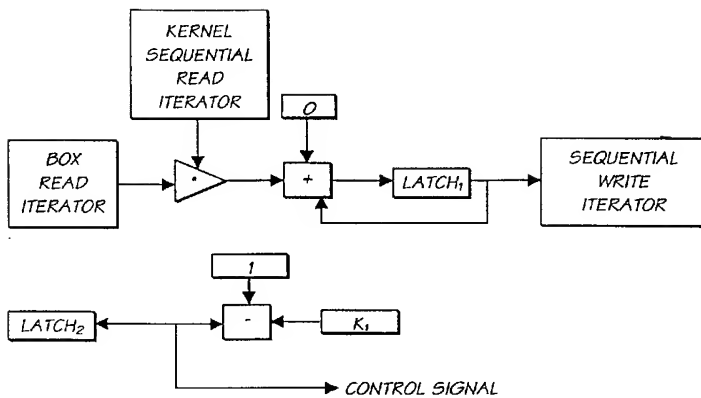 KERNEL
SEQUENTIAL
READ
ITERATOR
0
BOX
READ
ITERATOR
•
+
LATCH₁
SEQUENTIAL
WRITE
ITERATOR
1
LATCH₂
-
K₁
CONTROL SIGNAL